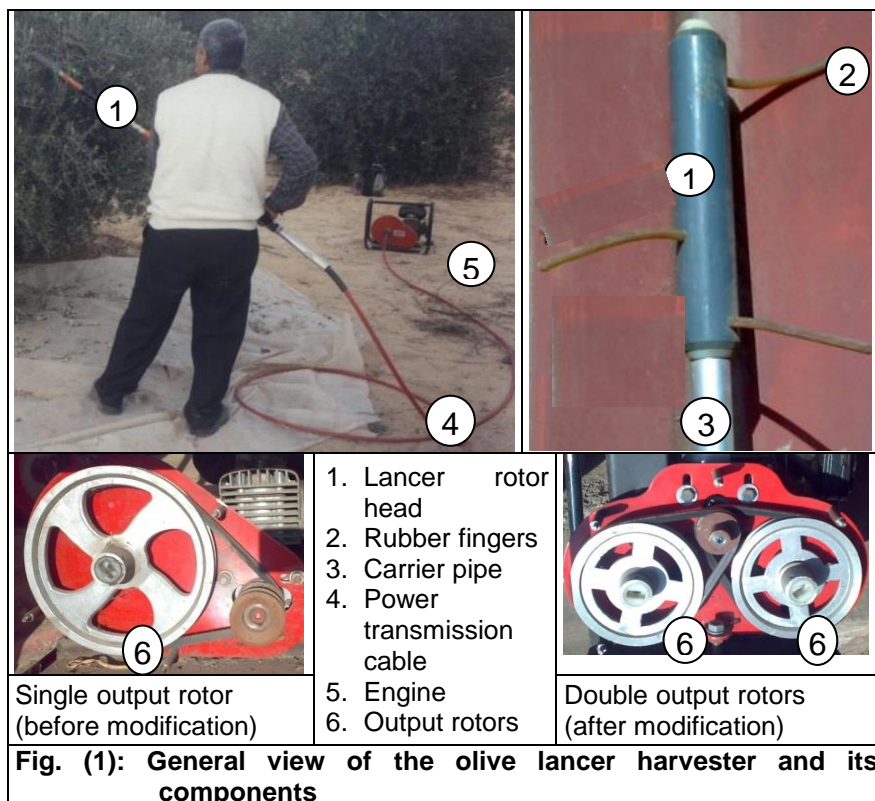 1
5
4
2
1
3
6
Single output rotor
(before modification)
1. Lancer rotor
head
2. Rubber fingers
3. Carrier pipe
4. Power
transmission
cable
5. Engine
6. Output rotors
6
6
Double output rotors
(after modification)
Fig. (1): General view of the olive lancer harvester and its
components